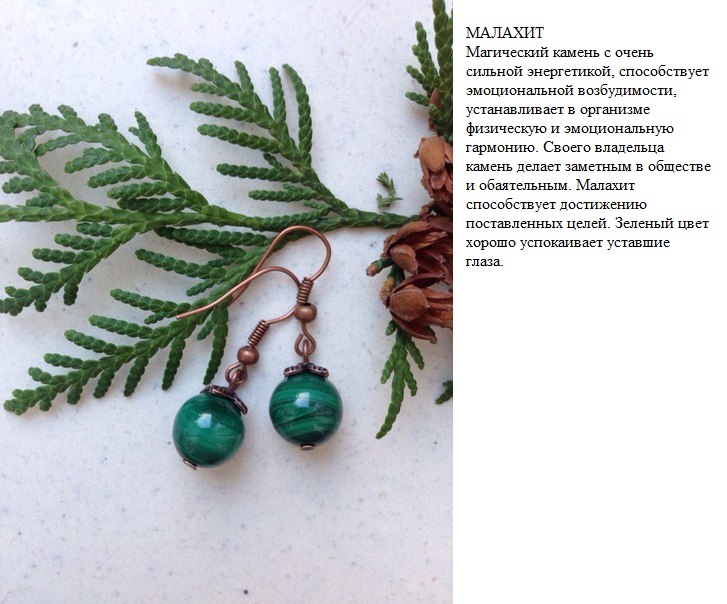 МАЛАХИТ
Магический камень с очень
сильной энергетикой, способствует
эмоциональной возбудимости,
устанавливает в организме
физическую и эмоциональную
гармонию. Своего владельца
камень делает заметным в обществе
и обаятельным. Малахит
способствует достижению
поставленных целей. Зеленый цвет
хорошо успокаивает уставшие
глаза.